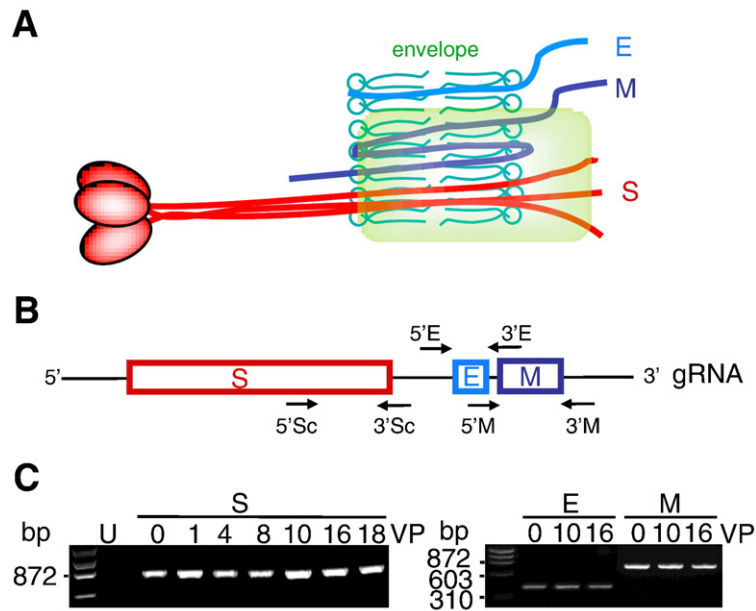 A
envelope
E
M
S
B
5'E 3'E
5' S E M 3' gRNA
5'Sc 3'Sc 5'M 3'M
C
S E M
bp U 0 1 4 8 10 16 18 VP bp 0 10 16 0 10 16 VP
872 872
603
310